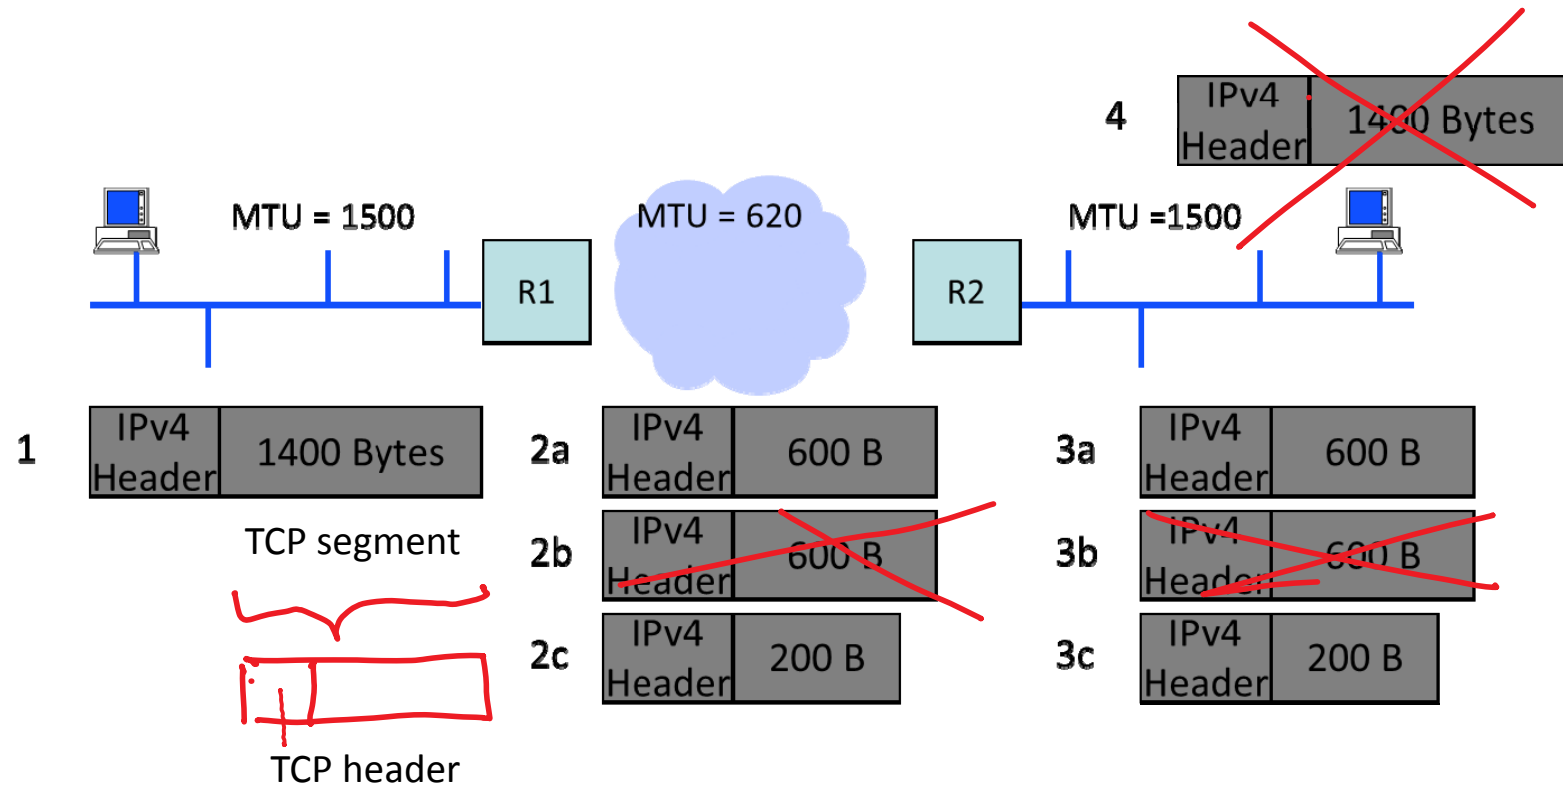 4
IPv4
Header
1400 Bytes
MTU = 1500
MTU = 620
MTU =1500
R1
R2
1
IPv4
Header
1400 Bytes
2a
IPv4
Header
600 B
3a
IPv4
Header
600 B
2b
IPv4
Header
600 B
3b
IPv4
Header
600 B
2c
IPv4
Header
200 B
3c
IPv4
Header
200 B
TCP segment
TCP header